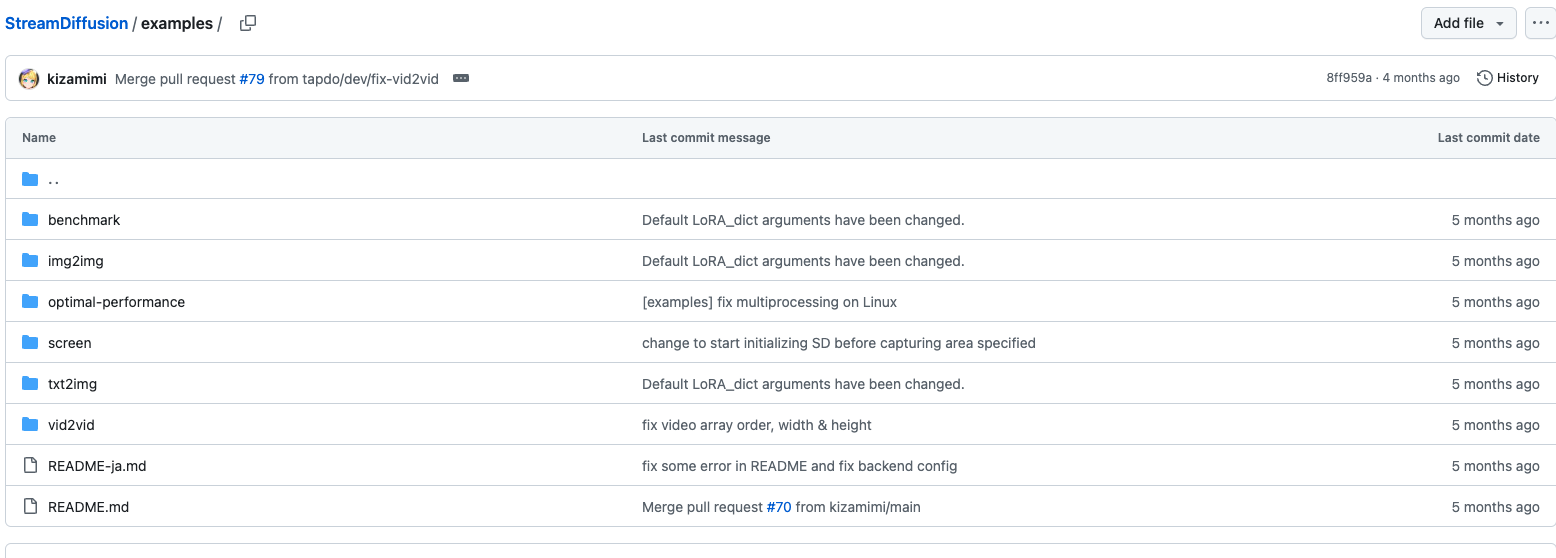 StreamDiffusion / examples /
Add file
kizamimi Merge pull request #79 from tapdo/dev/fix-vid2vid
8ff959a · 4 months ago
History
Name Last commit message Last commit date
..
benchmark Default LoRA_dict arguments have been changed. 5 months ago
img2img Default LoRA_dict arguments have been changed. 5 months ago
optimal-performance [examples] fix multiprocessing on Linux 5 months ago
screen change to start initializing SD before capturing area specified 5 months ago
txt2img Default LoRA_dict arguments have been changed. 5 months ago
vid2vid fix video array order, width & height 5 months ago
README-ja.md fix some error in README and fix backend config 5 months ago
README.md Merge pull request #70 from kizamimi/main 5 months ago